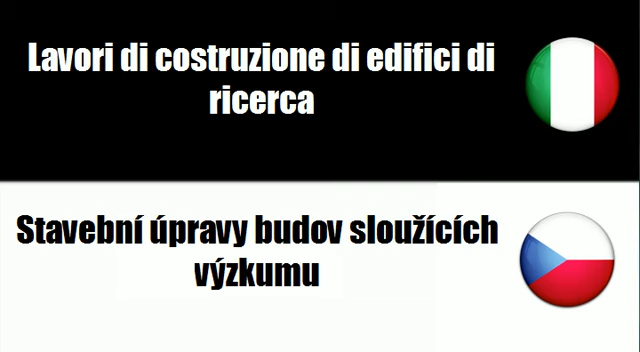 Lavori di costruzione di edifici di
ricerca
Stavební úpravy budov sloužících
výzkumu